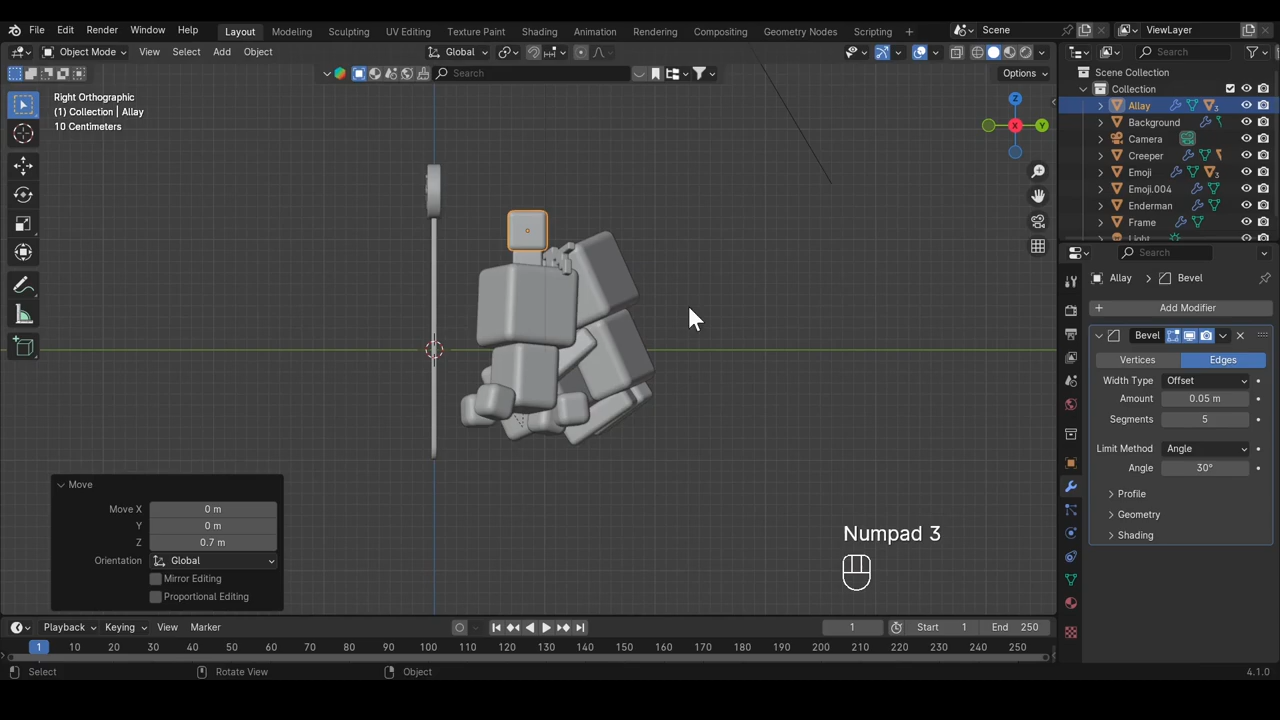 File Edit Render Window Help
Layout Modeling Sculpting UV Editing Texture Paint Shading Animation Rendering Compositing Geometry Nodes Scripting +
Scene
ViewLayer
Object Mode View Select Add Object
Global
Search
Search
Options
Right Orthographic
(1) Collection | Allay
10 Centimeters
Z
X
Y
Scene Collection
Collection
Allay
3
Background
Camera
Creeper
Emoji
3
Emoji.004
Enderman
Frame
Light
Search
Allay > Bevel
+ Add Modifier
Bevel
Vertices Edges
Width Type Offset
Amount 0.05 m
Segments 5
Limit Method Angle
Angle 30°
Profile
Geometry
Shading
Move
Move X 0 m
Y 0 m
Z 0.7 m
Orientation Global
Mirror Editing
Proportional Editing
Numpad 3
Playback Keying View Marker
1
Start 1
End 250
1 10 20 30 40 50 60 70 80 90 100 110 120 130 140 150 160 170 180 190 200 210 220 230 240 250
Select Rotate View Object
4.1.0